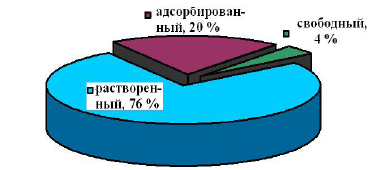 адсорбирован-
ный, 20 %
свободный,
4 %
растворен-
ный, 76 %